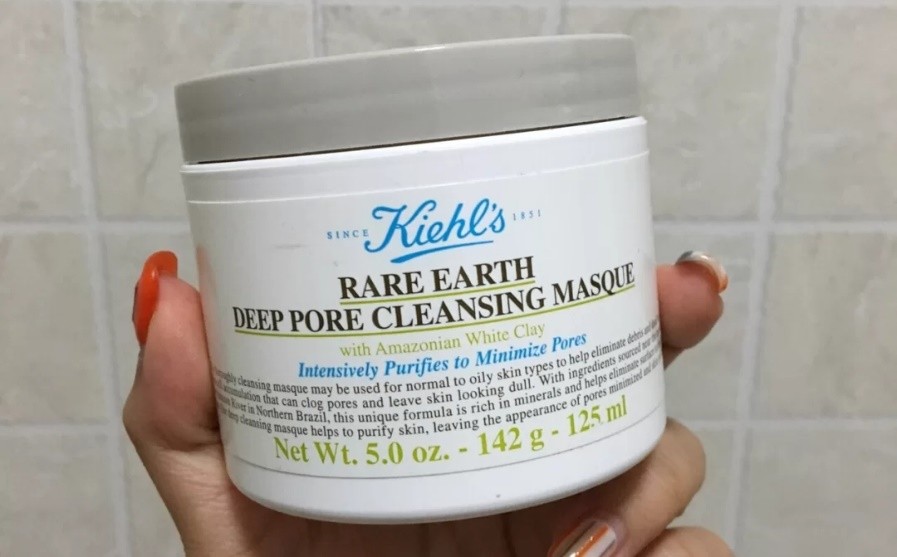 SINCE Kiehl's 1851
RARE EARTH
DEEP PORE CLEANSING MASQUE
with Amazonian White Clay
Intensively Purifies to Minimize Pores
cleansing masque may be used for normal to oily skin types to help eliminate debris
accumulation that can clog pores and leave skin looking dull. With ingredients sourced near
River in Northern Brazil, this unique formula is rich in minerals and helps eliminate surface
deep cleansing masque helps to purify skin, leaving the appearance of pores minimized and
Net Wt. 5.0 oz. - 142 g - 125 ml